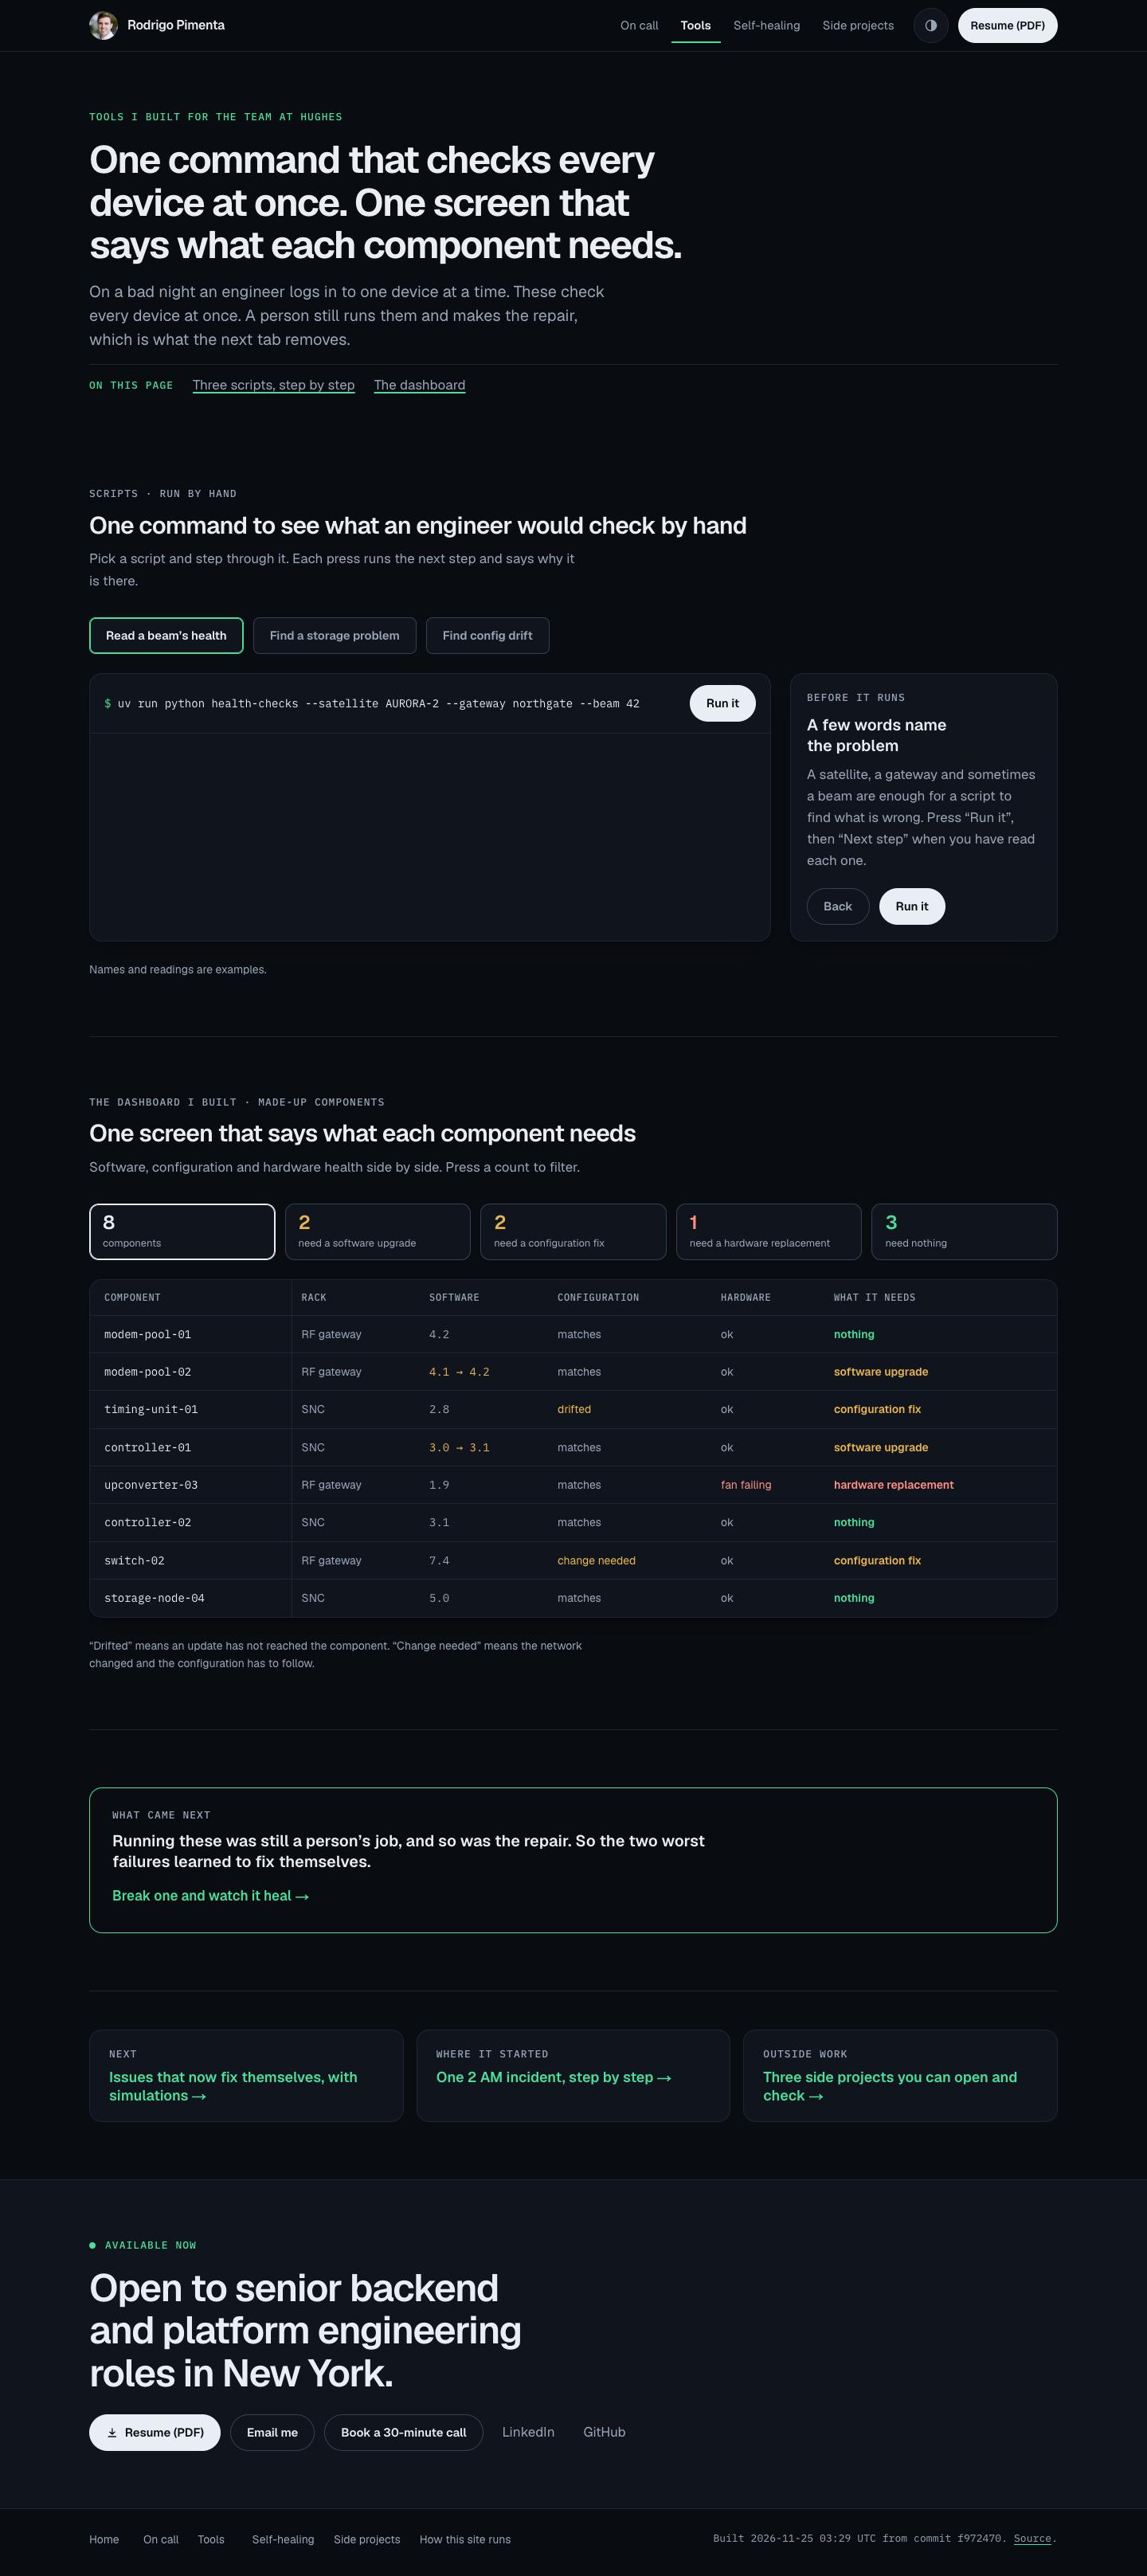 Rodrigo Pimenta
On call
Tools
Self-healing
Side projects
Resume (PDF)
TOOLS I BUILT FOR THE TEAM AT HUGHES
One command that checks every
device at once. One screen that
says what each component needs.
On a bad night an engineer logs in to one device at a time. These check
every device at once. A person still runs them and makes the repair,
which is what the next tab removes.
ON THIS PAGE
Three scripts, step by step
The dashboard
SCRIPTS · RUN BY HAND
One command to see what an engineer would check by hand
Pick a script and step through it. Each press runs the next step and says why it
is there.
Read a beam’s health
Find a storage problem
Find config drift
$ uv run python health-checks --satellite AURORA-2 --gateway northgate --beam 42
Run it
BEFORE IT RUNS
A few words name
the problem
A satellite, a gateway and sometimes
a beam are enough for a script to
find what is wrong. Press “Run it”,
then “Next step” when you have read
each one.
Back
Run it
Names and readings are examples.
THE DASHBOARD I BUILT · MADE-UP COMPONENTS
One screen that says what each component needs
Software, configuration and hardware health side by side. Press a count to filter.
8
components
2
need a software upgrade
2
need a configuration fix
1
need a hardware replacement
3
need nothing
COMPONENT RACK SOFTWARE CONFIGURATION HARDWARE WHAT IT NEEDS
modem-pool-01 RF gateway 4.2 matches ok nothing
modem-pool-02 RF gateway 4.1 → 4.2 matches ok software upgrade
timing-unit-01 SNC 2.8 drifted ok configuration fix
controller-01 SNC 3.0 → 3.1 matches ok software upgrade
upconverter-03 RF gateway 1.9 matches fan failing hardware replacement
controller-02 SNC 3.1 matches ok nothing
switch-02 RF gateway 7.4 change needed ok configuration fix
storage-node-04 SNC 5.0 matches ok nothing
“Drifted” means an update has not reached the component. “Change needed” means the network
changed and the configuration has to follow.
WHAT CAME NEXT
Running these was still a person’s job, and so was the repair. So the two worst
failures learned to fix themselves.
Break one and watch it heal →
NEXT
Issues that now fix themselves, with
simulations →
WHERE IT STARTED
One 2 AM incident, step by step →
OUTSIDE WORK
Three side projects you can open and
check →
AVAILABLE NOW
Open to senior backend
and platform engineering
roles in New York.
Resume (PDF)
Email me
Book a 30-minute call
LinkedIn
GitHub
Home
On call
Tools
Self-healing
Side projects
How this site runs
Built 2026-11-25 03:29 UTC from commit f972470. Source.